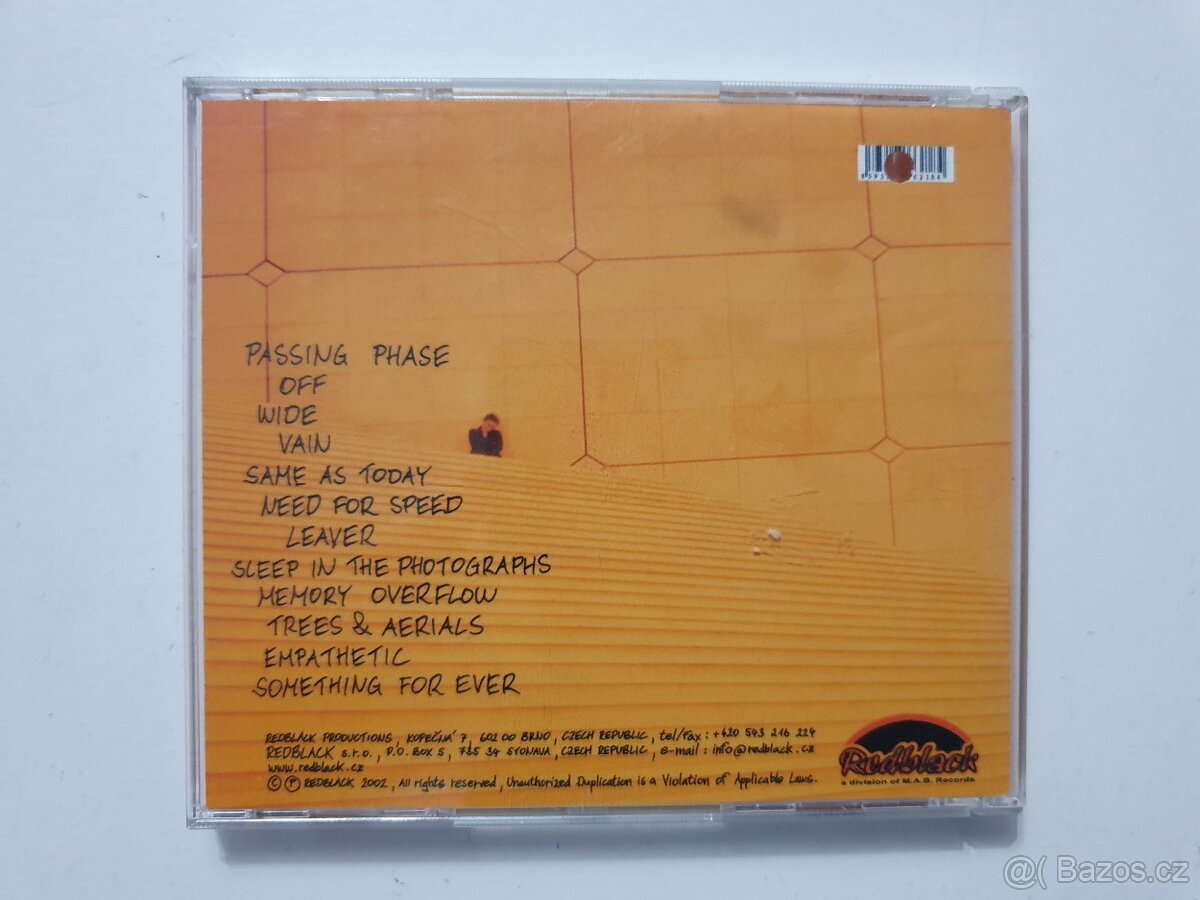 PASSING PHASE
OFF
WIDE
VAIN
SAME AS TODAY
NEED FOR SPEED
LEAVER
SLEEP IN THE PHOTOGRAPHS
MEMORY OVERFLOW
TREES & AERIALS
EMPATHETIC
SOMETHING FOR EVER
REDBLACK PRODUCTIONS, KOPEČNÁ 7, 602 00 BRNO, CZECH REPUBLIC, tel/fax: +420 543 216 224
REDBLACK s.r.o., P.O. BOX 5, 735 34 STONAVA, CZECH REPUBLIC, e-mail: info@redblack.cz
www.redblack.cz
© Ⓟ REDBLACK 2002, All rights reserved, Unauthorized Duplication is a Violation of Applicable Laws.
Redblack
a division of M.A.B. Records
@( Bazos.cz